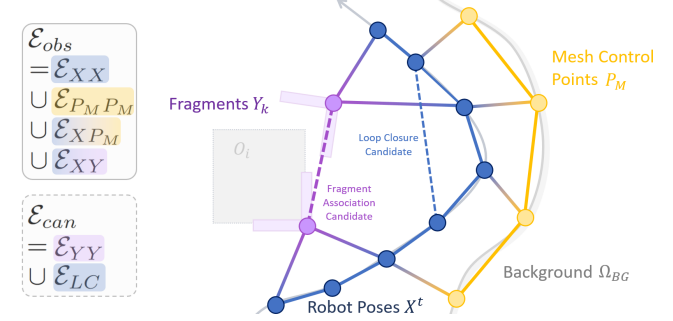 ℰ_obs
= ℰ_XX
∪ ℰ_{P_M P_M}
∪ ℰ_{XP_M}
∪ ℰ_XY
ℰ_can
= ℰ_YY
∪ ℰ_LC
Mesh Control
Points P_M
Fragments Y_k
Loop Closure
Candidate
O_i
Fragment
Association
Candidate
Background Ω_BG
Robot Poses X^t